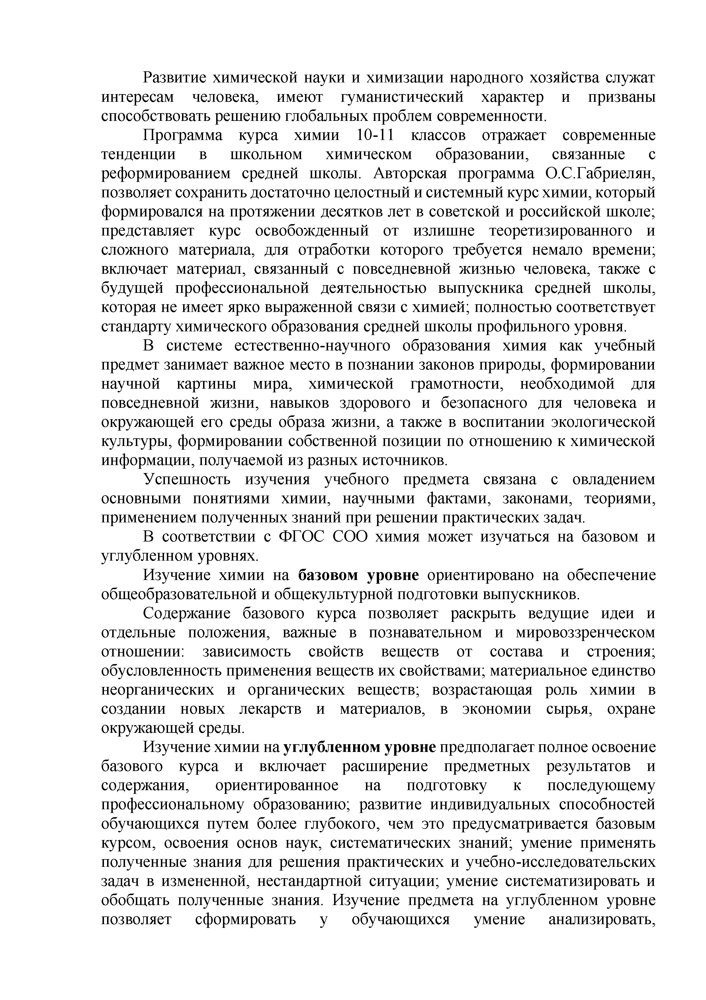 Развитие химической науки и химизации народного хозяйства служат
интересам человека, имеют гуманистический характер и призваны
способствовать решению глобальных проблем современности.
Программа курса химии 10-11 классов отражает современные
тенденции в школьном химическом образовании, связанные с
реформированием средней школы. Авторская программа О.С.Габриелян,
позволяет сохранить достаточно целостный и системный курс химии, который
формировался на протяжении десятков лет в советской и российской школе;
представляет курс освобожденный от излишне теоретизированного и
сложного материала, для отработки которого требуется немало времени;
включает материал, связанный с повседневной жизнью человека, также с
будущей профессиональной деятельностью выпускника средней школы,
которая не имеет ярко выраженной связи с химией; полностью соответствует
стандарту химического образования средней школы профильного уровня.
В системе естественно-научного образования химия как учебный
предмет занимает важное место в познании законов природы, формировании
научной картины мира, химической грамотности, необходимой для
повседневной жизни, навыков здорового и безопасного для человека и
окружающей его среды образа жизни, а также в воспитании экологической
культуры, формировании собственной позиции по отношению к химической
информации, получаемой из разных источников.
Успешность изучения учебного предмета связана с овладением
основными понятиями химии, научными фактами, законами, теориями,
применением полученных знаний при решении практических задач.
В соответствии с ФГОС СОО химия может изучаться на базовом и
углубленном уровнях.
Изучение химии на базовом уровне ориентировано на обеспечение
общеобразовательной и общекультурной подготовки выпускников.
Содержание базового курса позволяет раскрыть ведущие идеи и
отдельные положения, важные в познавательном и мировоззренческом
отношении: зависимость свойств веществ от состава и строения;
обусловленность применения веществ их свойствами; материальное единство
неорганических и органических веществ; возрастающая роль химии в
создании новых лекарств и материалов, в экономии сырья, охране
окружающей среды.
Изучение химии на углубленном уровне предполагает полное освоение
базового курса и включает расширение предметных результатов и
содержания, ориентированное на подготовку к последующему
профессиональному образованию; развитие индивидуальных способностей
обучающихся путем более глубокого, чем это предусматривается базовым
курсом, освоения основ наук, систематических знаний; умение применять
полученные знания для решения практических и учебно-исследовательских
задач в измененной, нестандартной ситуации; умение систематизировать и
обобщать полученные знания. Изучение предмета на углубленном уровне
позволяет сформировать у обучающихся умение анализировать,